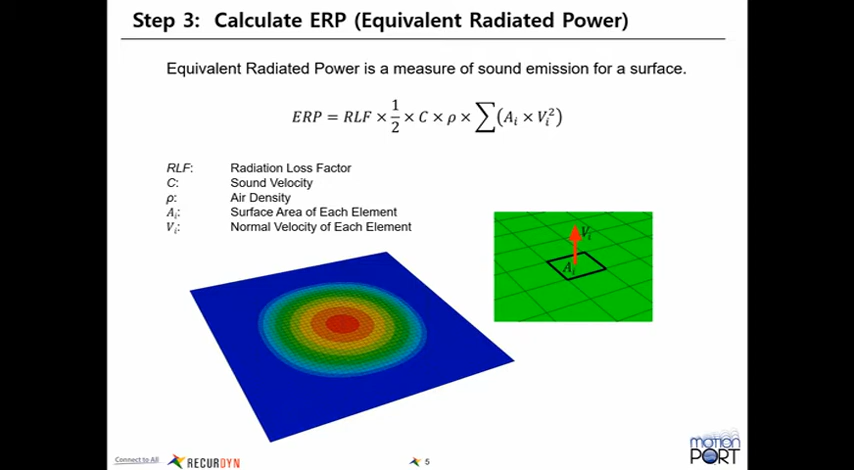 Step 3: Calculate ERP (Equivalent Radiated Power)
Equivalent Radiated Power is a measure of sound emission for a surface.
ERP = RLF × 1/2 × C × ρ × ∑(Aᵢ × Vᵢ²)
RLF: Radiation Loss Factor
C: Sound Velocity
ρ: Air Density
Aᵢ: Surface Area of Each Element
Vᵢ: Normal Velocity of Each Element
Vᵢ
Aᵢ
Connect to All
RECURDYN
5
motion
PORT